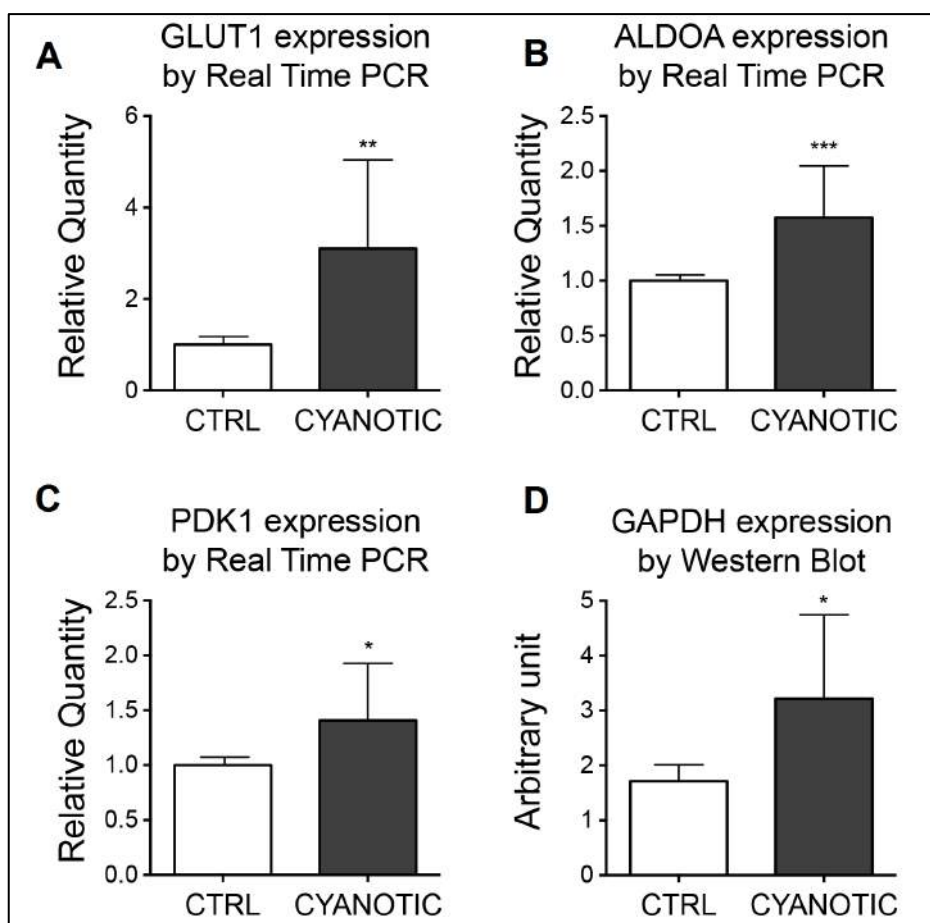 A
GLUT1 expression
by Real Time PCR
Relative Quantity
6
4
2
0
**
CTRL
CYANOTIC
B
ALDOA expression
by Real Time PCR
Relative Quantity
2.5
2.0
1.5
1.0
0.5
0.0
***
CTRL
CYANOTIC
C
PDK1 expression
by Real Time PCR
Relative Quantity
2.5
2.0
1.5
1.0
0.5
0.0
*
CTRL
CYANOTIC
D
GAPDH expression
by Western Blot
Arbitrary unit
5
4
3
2
1
0
*
CTRL
CYANOTIC